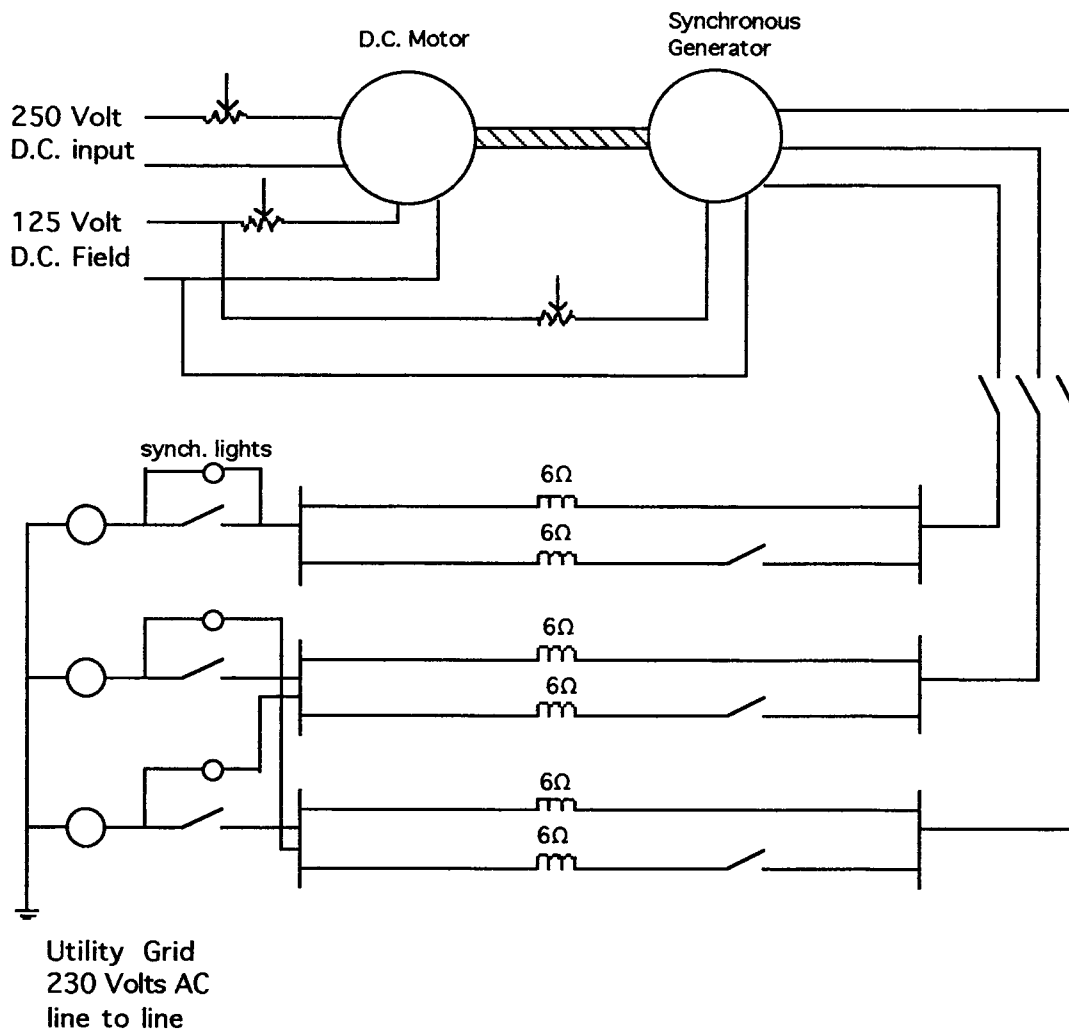 Synchronous
Generator
D.C. Motor
250 Volt
D.C. input
125 Volt
D.C. Field
synch. lights
6Ω
6Ω
6Ω
6Ω
6Ω
6Ω
Utility Grid
230 Volts AC
line to line